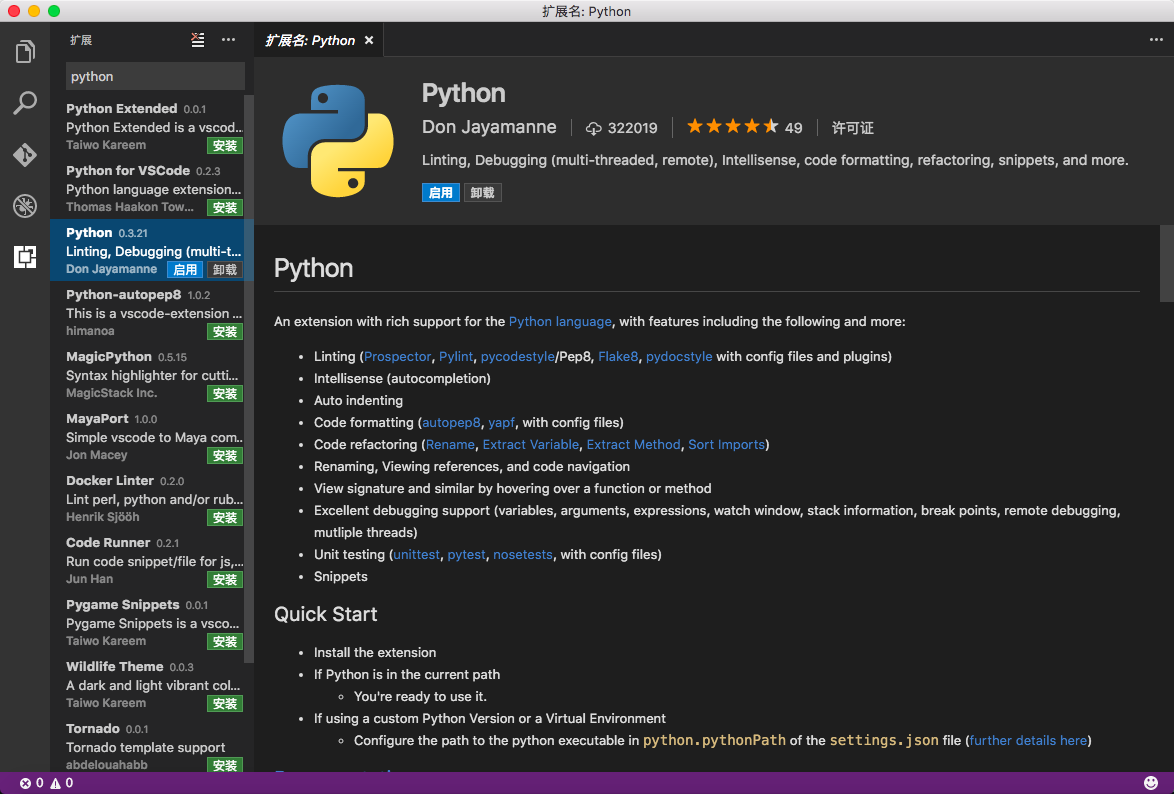 扩展名: Python
扩展
python
Python Extended 0.0.1
Python Extended is a vscod...
Taiwo Kareem 安装
Python for VSCode 0.2.3
Python language extension...
Thomas Haakon Tow... 安装
Python 0.3.21
Linting, Debugging (multi-t...
Don Jayamanne 启用 卸载
Python-autopep8 1.0.2
This is a vscode-extension ...
himanoa 安装
MagicPython 0.5.15
Syntax highlighter for cutti...
MagicStack Inc. 安装
MayaPort 1.0.0
Simple vscode to Maya com...
Jon Macey 安装
Docker Linter 0.2.0
Lint perl, python and/or rub...
Henrik Sjööh 安装
Code Runner 0.2.1
Run code snippet/file for js,...
Jun Han 安装
Pygame Snippets 0.0.1
Pygame Snippets is a vsco...
Taiwo Kareem 安装
Wildlife Theme 0.0.3
A dark and light vibrant col...
Taiwo Kareem 安装
Tornado 0.0.1
Tornado template support
abdelouahabb 安装
扩展名: Python
Python
Don Jayamanne 322019 49 许可证
Linting, Debugging (multi-threaded, remote), Intellisense, code formatting, refactoring, snippets, and more.
启用 卸载
Python
An extension with rich support for the Python language, with features including the following and more:
• Linting (Prospector, Pylint, pycodestyle/Pep8, Flake8, pydocstyle with config files and plugins)
• Intellisense (autocompletion)
• Auto indenting
• Code formatting (autopep8, yapf, with config files)
• Code refactoring (Rename, Extract Variable, Extract Method, Sort Imports)
• Renaming, Viewing references, and code navigation
• View signature and similar by hovering over a function or method
• Excellent debugging support (variables, arguments, expressions, watch window, stack information, break points, remote debugging,
mutliple threads)
• Unit testing (unittest, pytest, nosetests, with config files)
• Snippets
Quick Start
• Install the extension
• If Python is in the current path
◦ You're ready to use it.
• If using a custom Python Version or a Virtual Environment
◦ Configure the path to the python executable in python.pythonPath of the settings.json file (further details here)
0 0